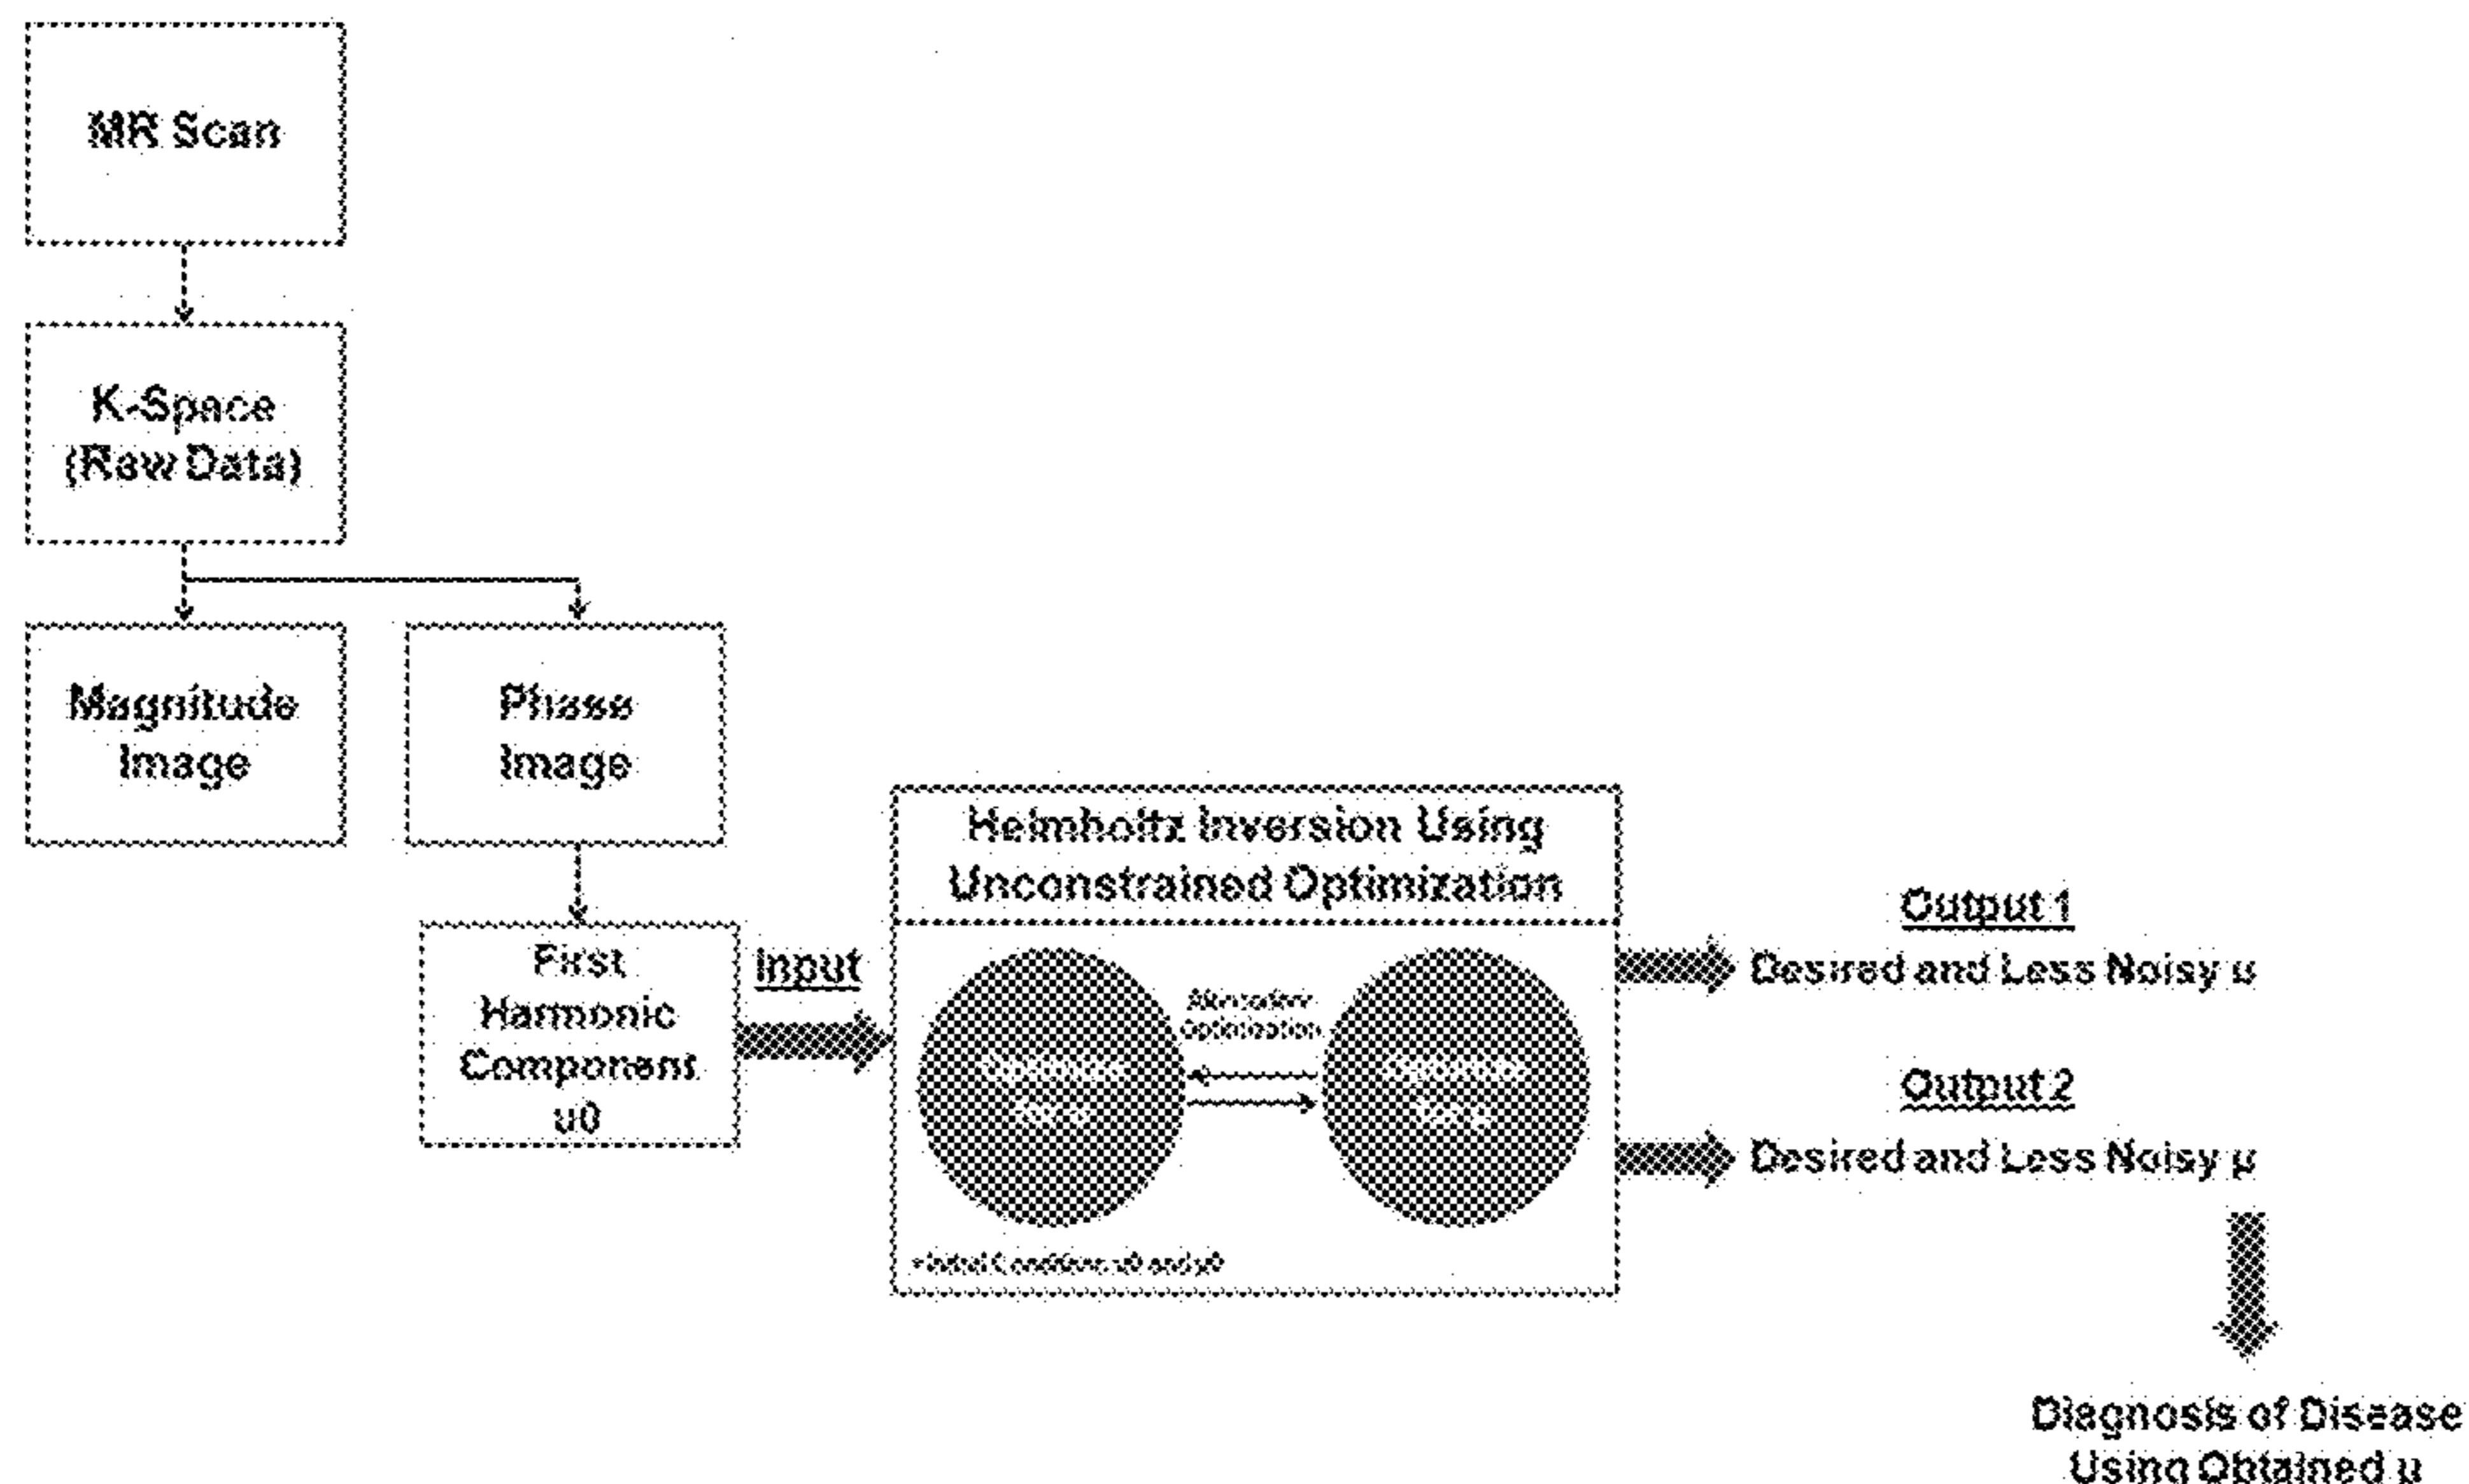 MR Scan
K-Space
(Raw Data)
Magnitude
Image
Phase
Image
First
Harmonic
Component
u0
Input
Helmholtz Inversion Using
Unconstrained Optimization
Optimization
Output 1
Desired and Less Noisy u
Output 2
Desired and Less Noisy μ
Diagnosis of Disease
Using Obtained μ